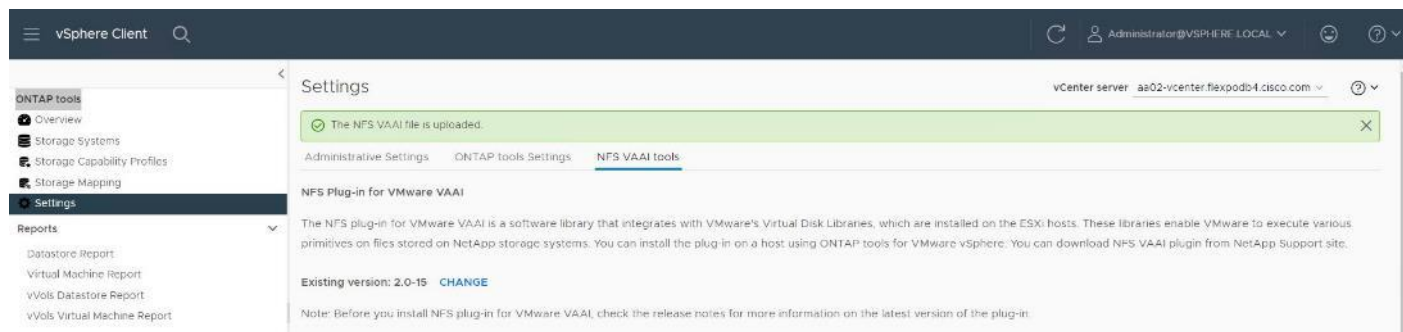 vSphere Client
Administrator@VSPHERE.LOCAL
ONTAP tools
Overview
Storage Systems
Storage Capability Profiles
Storage Mapping
Settings
Reports
Datastore Report
Virtual Machine Report
vVols Datastore Report
vVols Virtual Machine Report
Settings
vCenter server aa02-vcenter.flexpodb4.cisco.com
The NFS VAAI file is uploaded.
Administrative Settings ONTAP tools Settings NFS VAAI tools
NFS Plug-in for VMware VAAI
The NFS plug-in for VMware VAAI is a software library that integrates with VMware's Virtual Disk Libraries, which are installed on the ESXi hosts. These libraries enable VMware to execute various
primitives on files stored on NetApp storage systems. You can install the plug-in on a host using ONTAP tools for VMware vSphere. You can download NFS VAAI plugin from NetApp Support site.
Existing version: 2.0-15 CHANGE
Note: Before you install NFS plug-in for VMware VAAI, check the release notes for more information on the latest version of the plug-in.